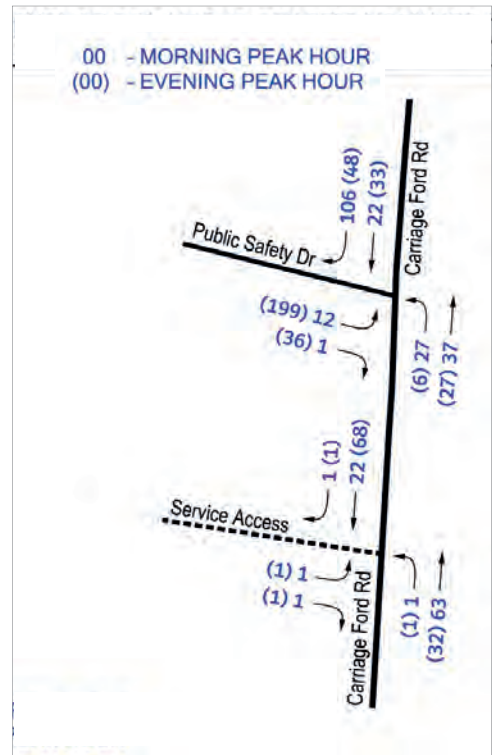 00 - MORNING PEAK HOUR
(00) - EVENING PEAK HOUR
106 (48)
22 (33)
Carriage Ford Rd
Public Safety Dr
(199) 12
(36) 1
(6) 27
(27) 37
1 (1)
22 (68)
Service Access
(1) 1
(1) 1
Carriage Ford Rd
(1) 1
(32) 63